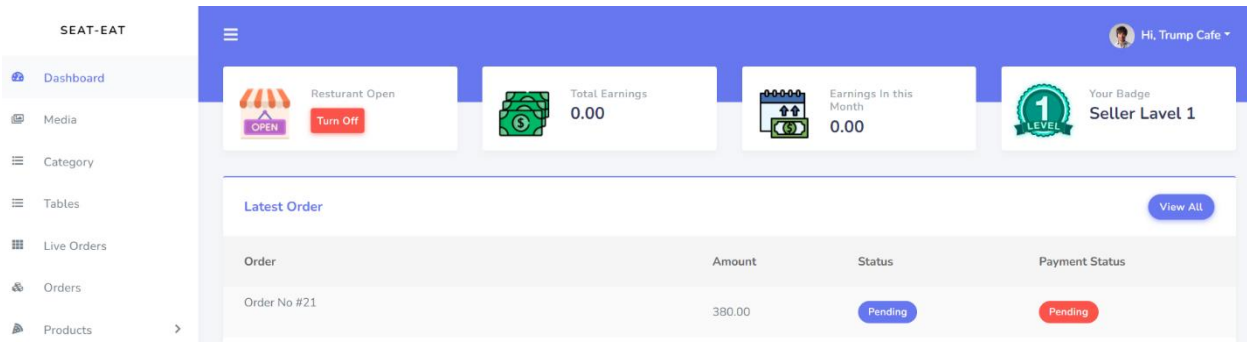 SEAT-EAT
Hi, Trump Cafe
Dashboard
Media
Category
Tables
Live Orders
Orders
Products
Resturant Open
Turn Off
OPEN
Total Earnings
0.00
Earnings In this
Month
0.00
Your Badge
Seller Lavel 1
1
LEVEL
Latest Order
View All
Order Amount Status Payment Status
Order No #21 380.00 Pending Pending